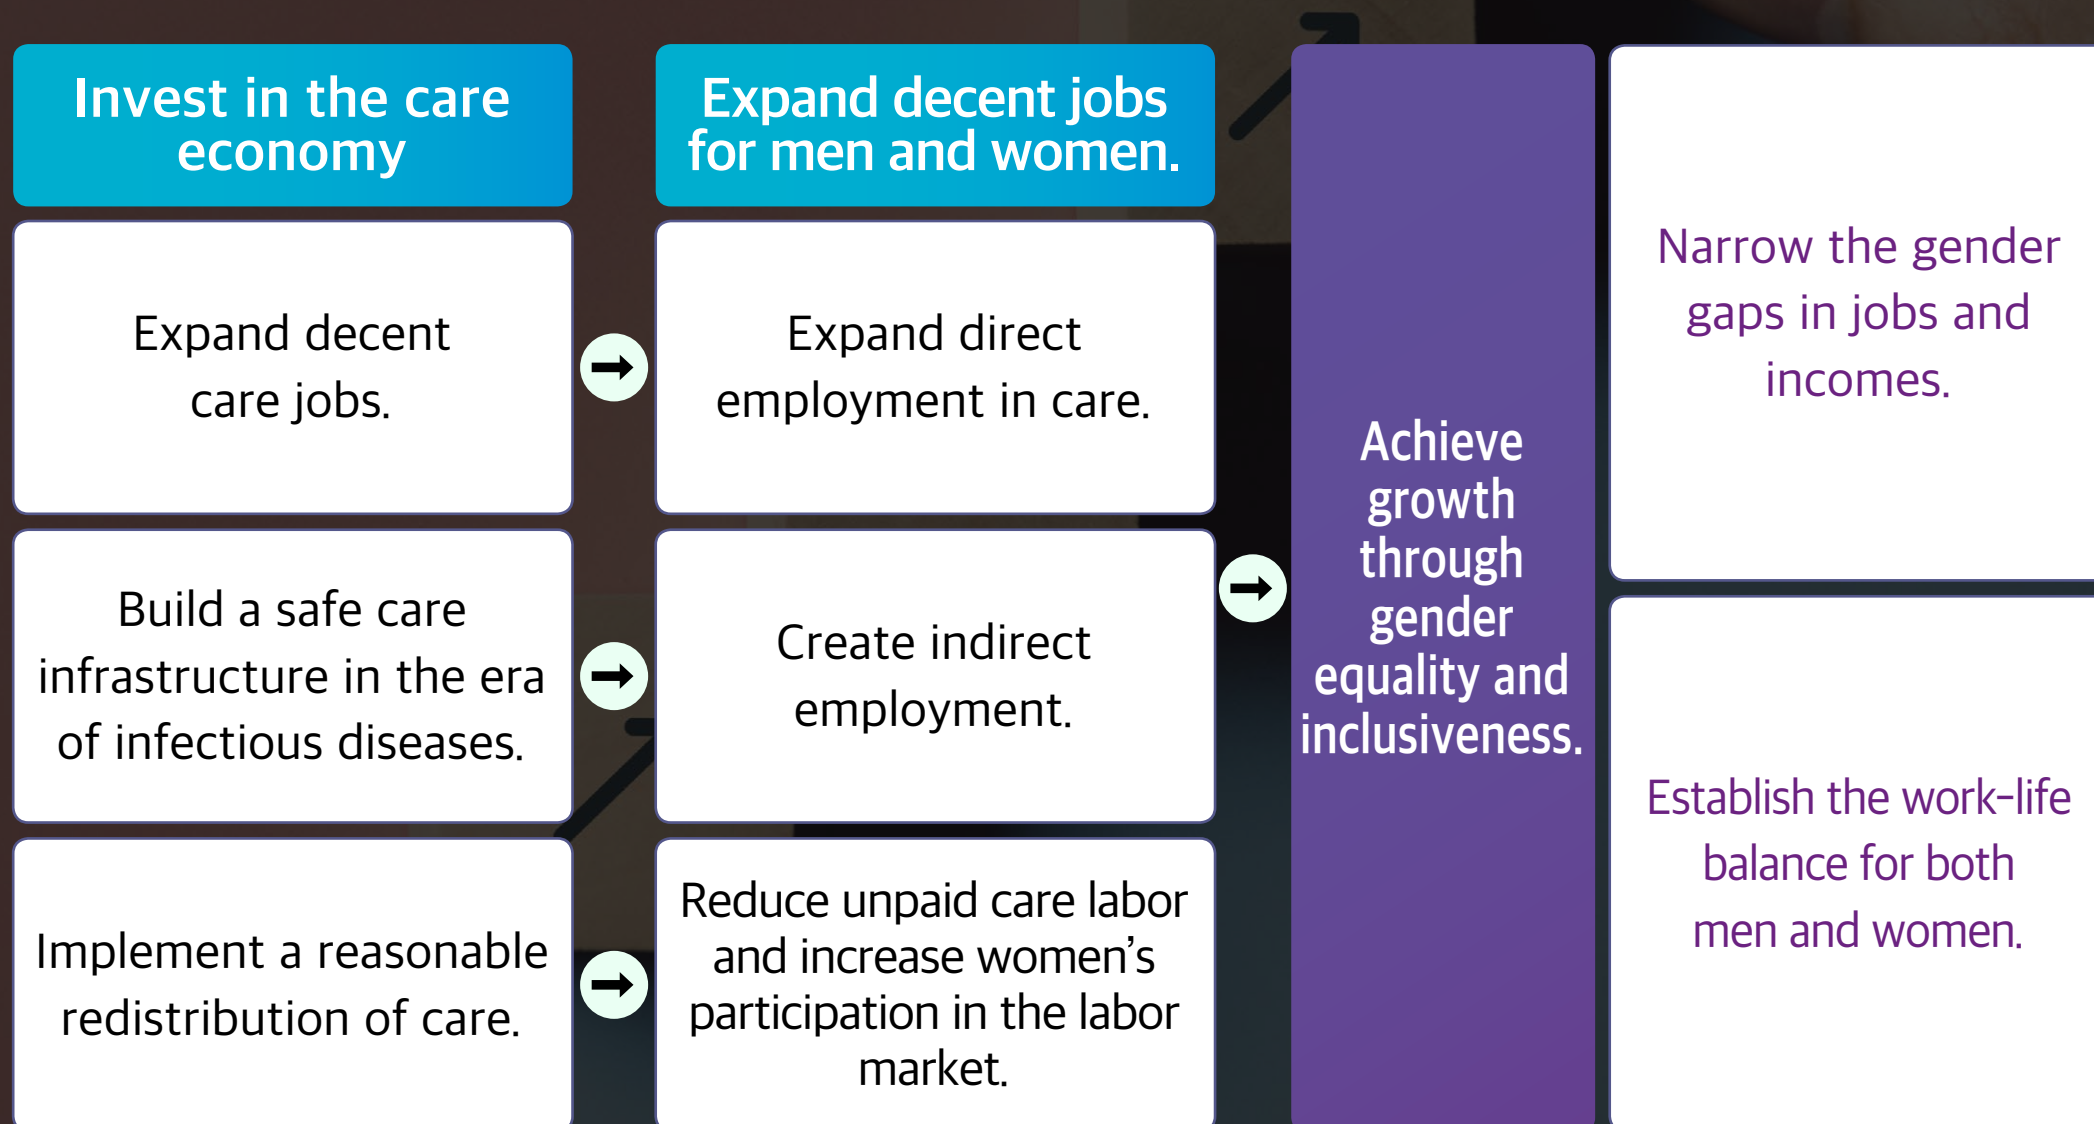 Invest in the care
economy
Expand decent
care jobs.
Build a safe care
infrastructure in the era
of infectious diseases.
Implement a reasonable
redistribution of care.
Expand decent jobs
for men and women.
Expand direct
employment in care.
Create indirect
employment.
Reduce unpaid care labor
and increase women’s
participation in the labor
market.
Achieve
growth
through
gender
equality and
inclusiveness.
Narrow the gender
gaps in jobs and
incomes.
Establish the work-life
balance for both
men and women.